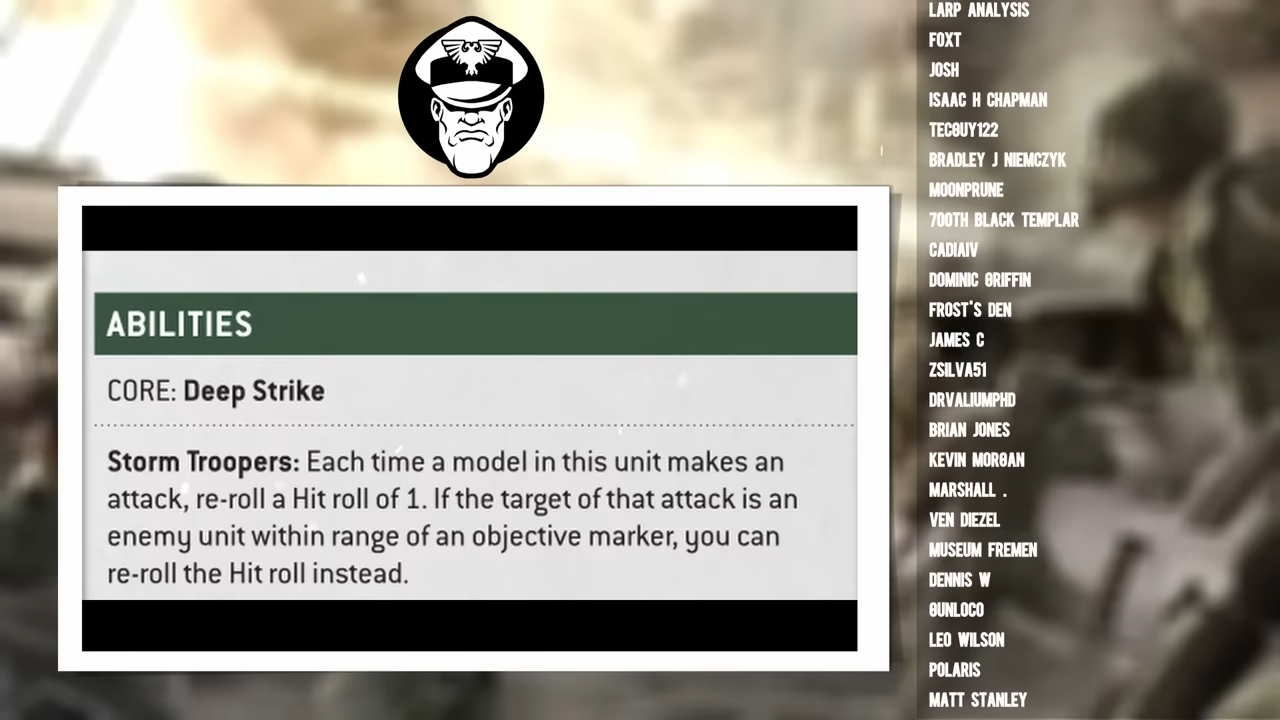 ABILITIES
CORE: Deep Strike
Storm Troopers: Each time a model in this unit makes an
attack, re-roll a Hit roll of 1. If the target of that attack is an
enemy unit within range of an objective marker, you can
re-roll the Hit roll instead.
LARP ANALYSIS
FOXT
JOSH
ISAAC H CHAPMAN
TECGUY122
BRADLEY J NIEMCZYK
MOONPRUNE
700TH BLACK TEMPLAR
CADIAIV
DOMINIC GRIFFIN
FROST'S DEN
JAMES C
ZSILVA51
DRVALIUMPHD
BRIAN JONES
KEVIN MORGAN
MARSHALL .
VEN DIEZEL
MUSEUM FREMEN
DENNIS W
GUNLOCO
LEO WILSON
POLARIS
MATT STANLEY